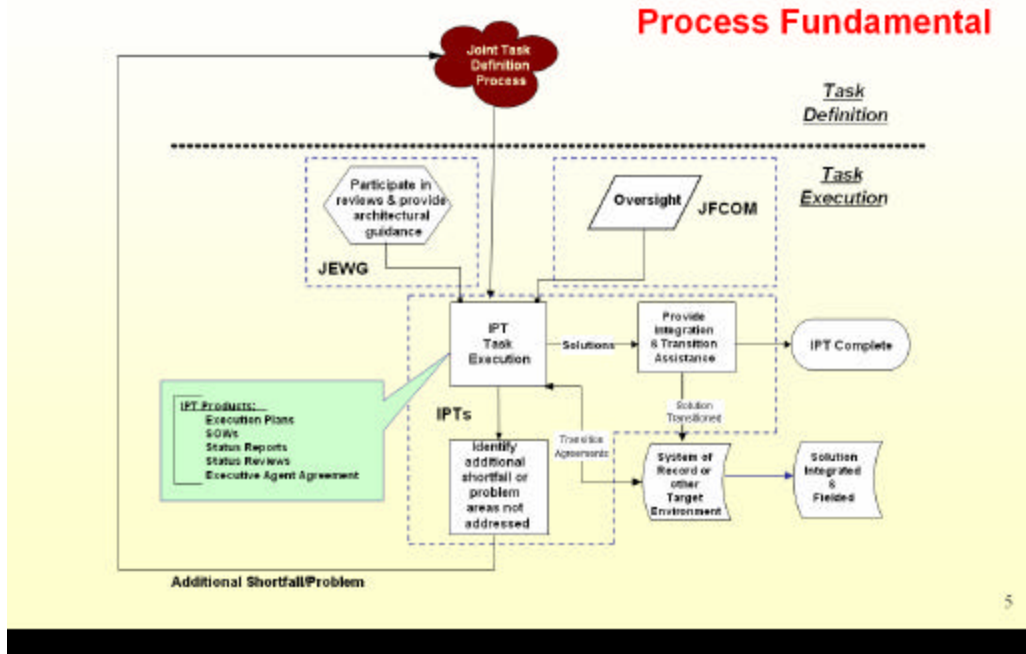 Process Fundamental
Joint Task
Definition
Process
Task
Definition
Task
Execution
Participate in
reviews & provide
architectural
guidance
JEWG
Oversight
JFCOM
IPT
Task
Execution
Solutions
Provide
Integration
& Transition
Assistance
IPT Complete
IPT Products:
Execution Plans
SOWs
Status Reports
Status Reviews
Executive Agent Agreement
IPTs
Solution
Transitioned
Transition
Agreements
Identify
additional
shortfall or
problem
areas not
addressed
System of
Record or
other
Target
Environment
Solution
Integrated
&
Fielded
Additional Shortfall/Problem
5